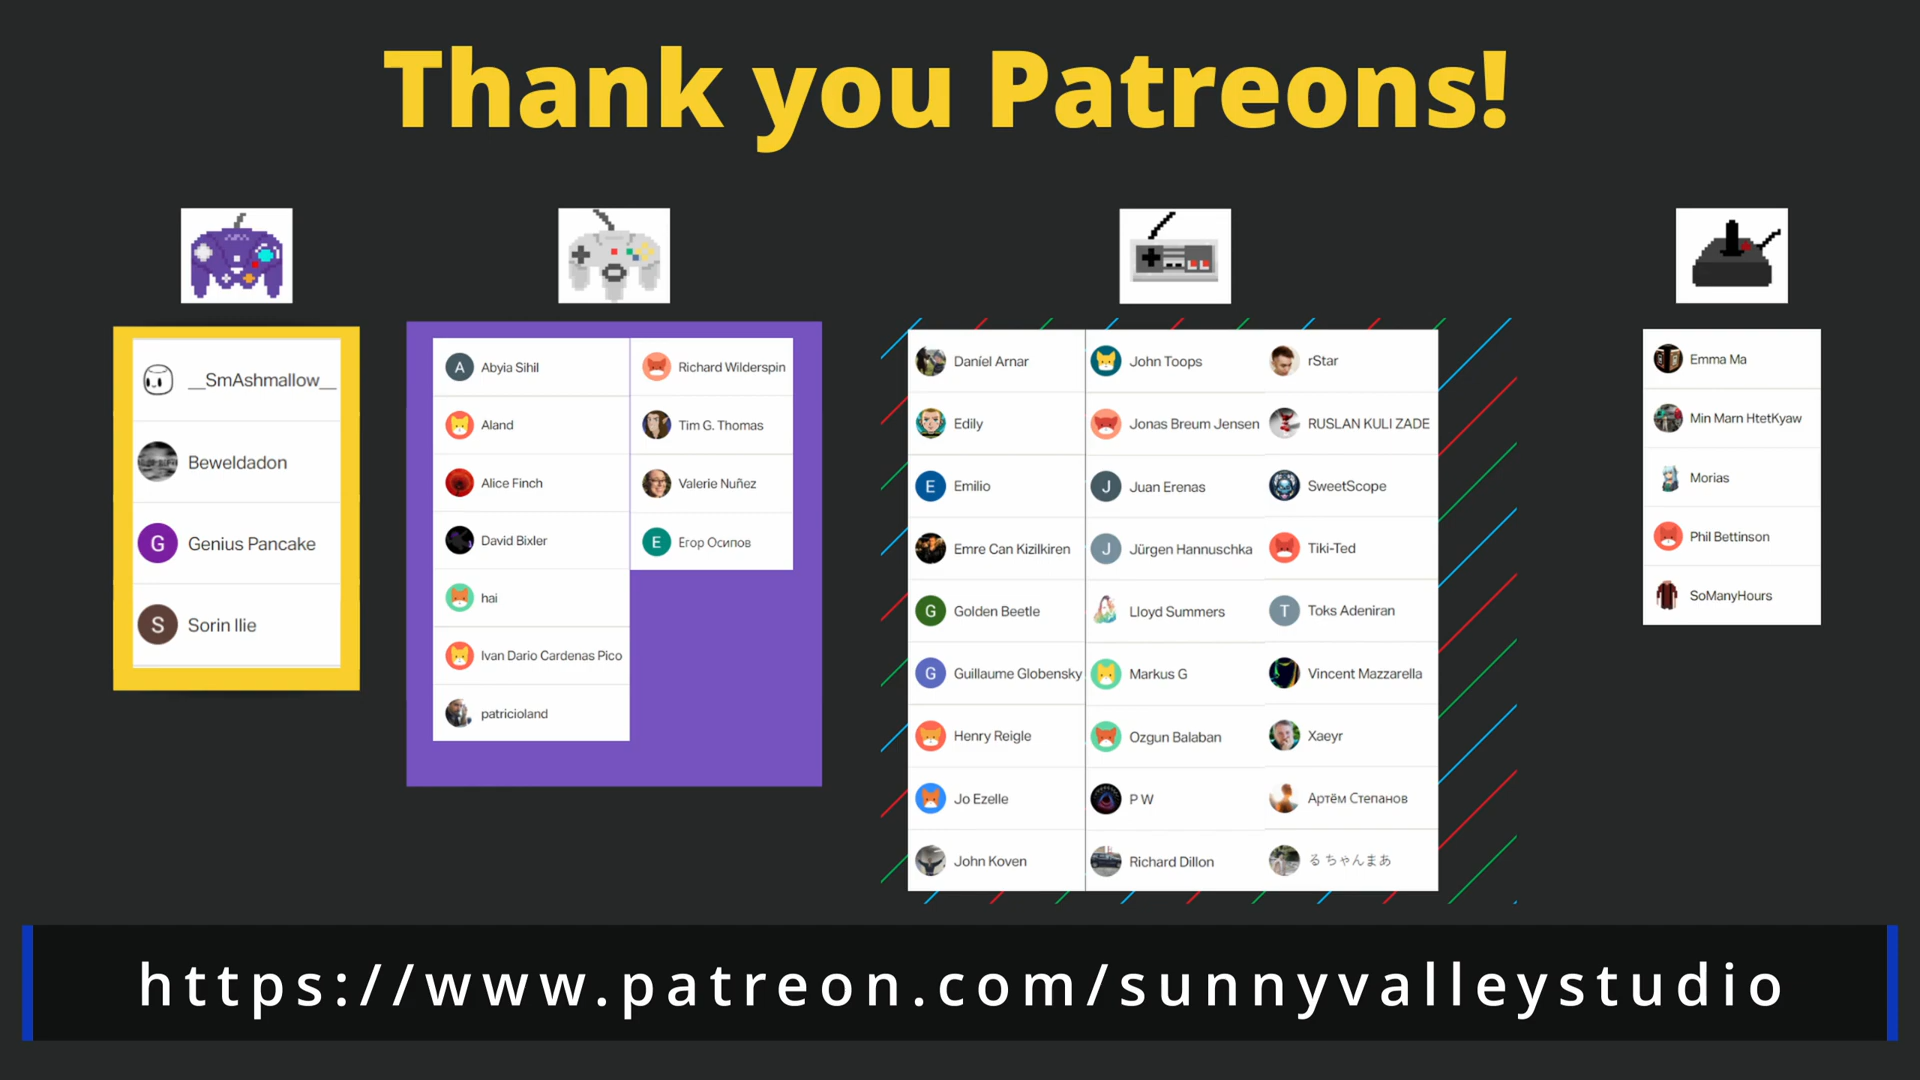 Thank you Patreons!
__SmAshmallow__
Beweldadon
G Genius Pancake
S Sorin Ilie
A Abyia Sihil
Aland
Alice Finch
David Bixler
hai
Ivan Dario Cardenas Pico
patricioland
Richard Wilderspin
Tim G. Thomas
Valerie Nuñez
E Егор Осипов
Daníel Arnar
Edily
E Emilio
Emre Can Kizilkiren
G Golden Beetle
G Guillaume Globensky
Henry Reigle
Jo Ezelle
John Koven
John Toops
Jonas Breum Jensen
J Juan Erenas
J Jürgen Hannuschka
Lloyd Summers
Markus G
Ozgun Balaban
P W
Richard Dillon
rStar
RUSLAN KULI ZADE
SweetScope
Tiki-Ted
T Toks Adeniran
Vincent Mazzarella
Xaeyr
Артём Степанов
る ちゃんまあ
Emma Ma
Min Marn HtetKyaw
Morias
Phil Bettinson
SoManyHours
https://www.patreon.com/sunnyvalleystudio